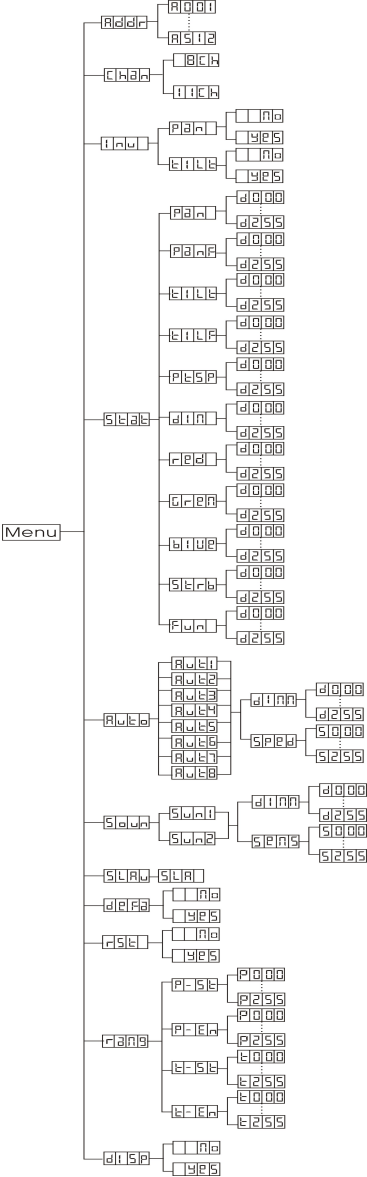 Addr
A001
A512
Chan
8Ch
11Ch
Inv
Pan
No
yes
tILt
No
yes
Stat
Pan
d000
d255
PanF
d000
d255
tILt
d000
d255
tILF
d000
d255
PtSP
d000
d255
dIM
d000
d255
red
d000
d255
GreN
d000
d255
blUe
d000
d255
Strb
d000
d255
Fun
d000
d255
Menu
Auto
Aut1
Aut2
Aut3
Aut4
Aut5
Aut6
Aut7
Aut8
dIMM
d000
d255
SPed
S000
S255
Soun
Sun1
Sun2
dIMM
d000
d255
SenS
S000
S255
SLAv
SLA
deFa
No
yes
rSt
No
yes
raNg
P-St
P000
P255
P-En
P000
P255
t-St
t000
t255
t-En
t000
t255
dISP
No
yes